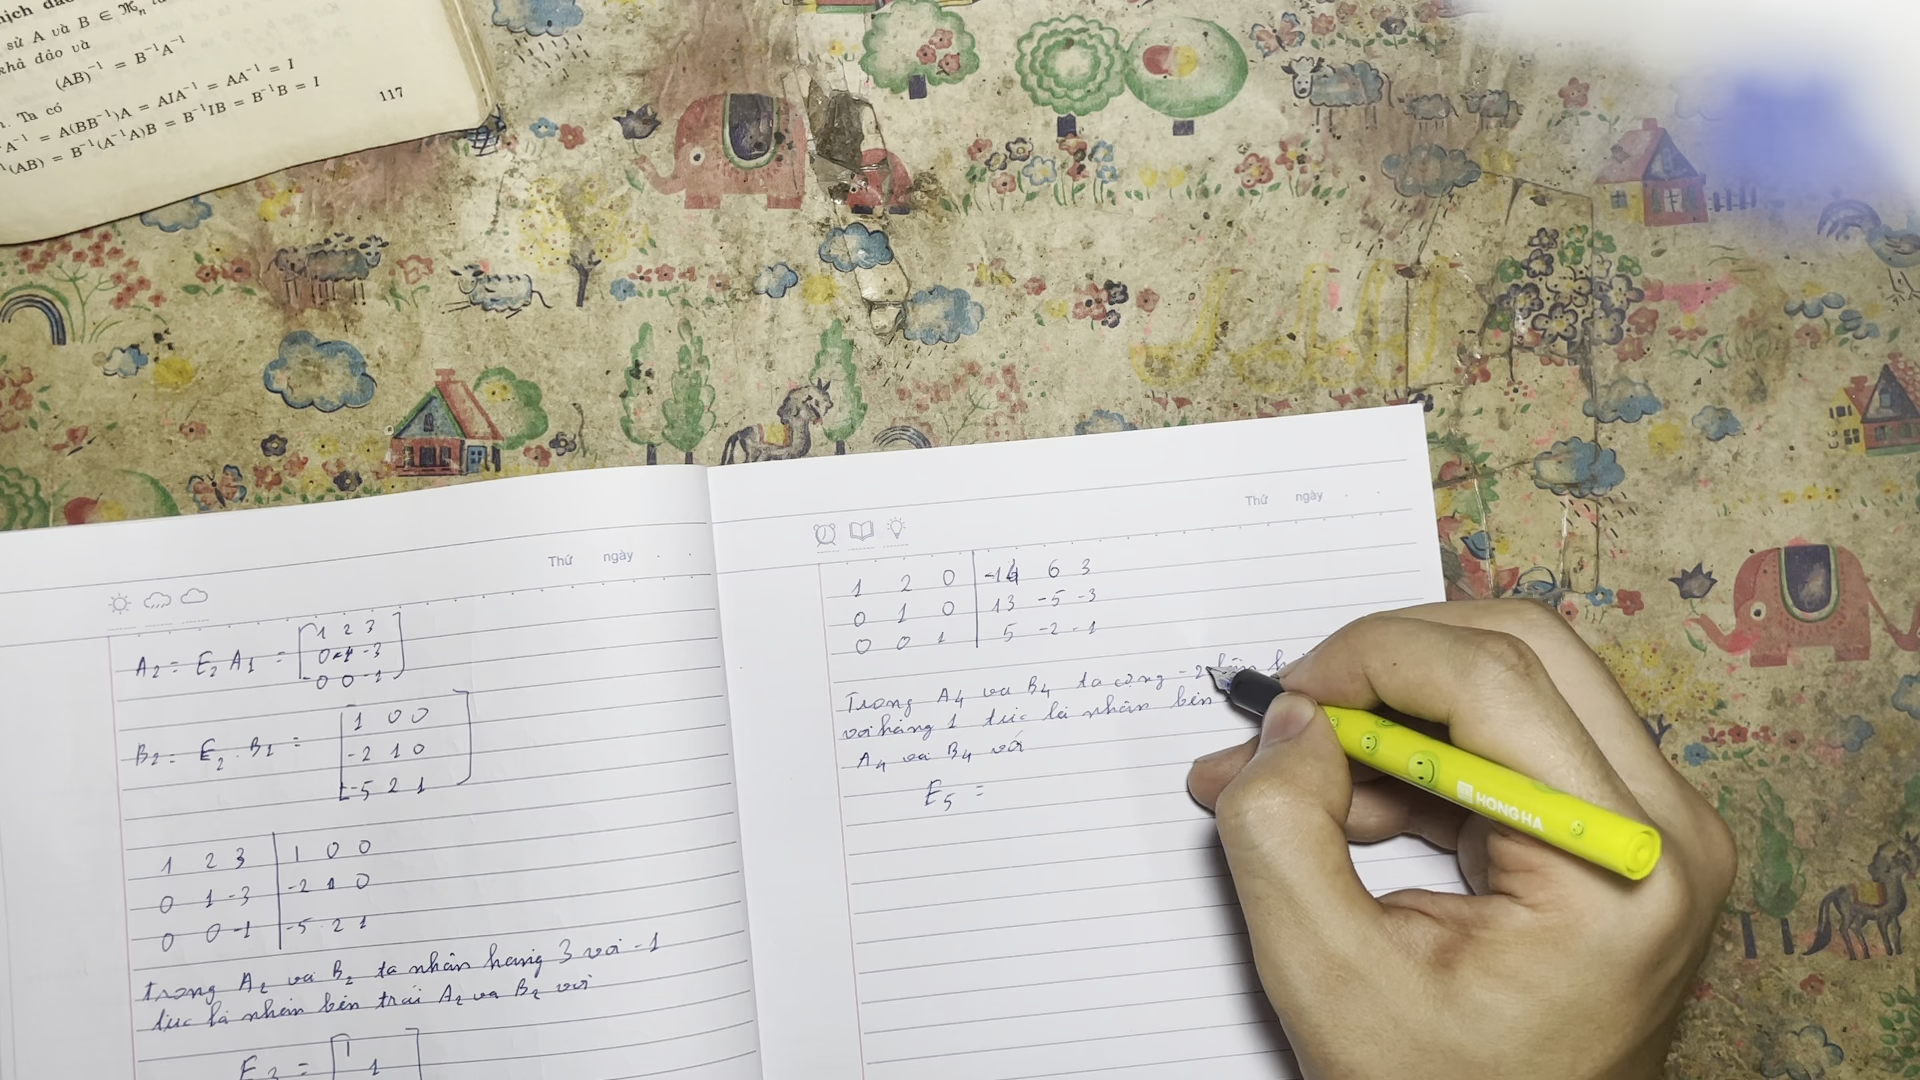 sử A và B ∈ 𝔐n
khả đảo và
(AB)⁻¹ = B⁻¹A⁻¹
Ta có
A⁻¹ = A(BB⁻¹)A = AIA⁻¹ = AA⁻¹ = I
(AB) = B⁻¹(A⁻¹A)B = B⁻¹IB = B⁻¹B = I
117
Thứ ngày . .
A₂ = E₂ A₁ =
1 2 3
0 -1 -3
0 0 -1
B₂ = E₂ . B₁ =
1 0 0
-2 1 0
-5 2 1
1 2 3 | 1 0 0
0 1 -3 | -2 1 0
0 0 -1 | -5 2 1
trong A₂ và B₂ ta nhân hàng 3 với -1
tức là nhân bên trái A₂ và B₂ với
E₃ =
1
1
Thứ ngày . .
1 2 0 | -14 6 3
0 1 0 | 13 -5 -3
0 0 1 | 5 -2 -1
Trong A₄ và B₄ ta cộng -2 lần
với hàng 1 tức là nhân bên
A₄ và B₄ với
E₅ =
HONG HA